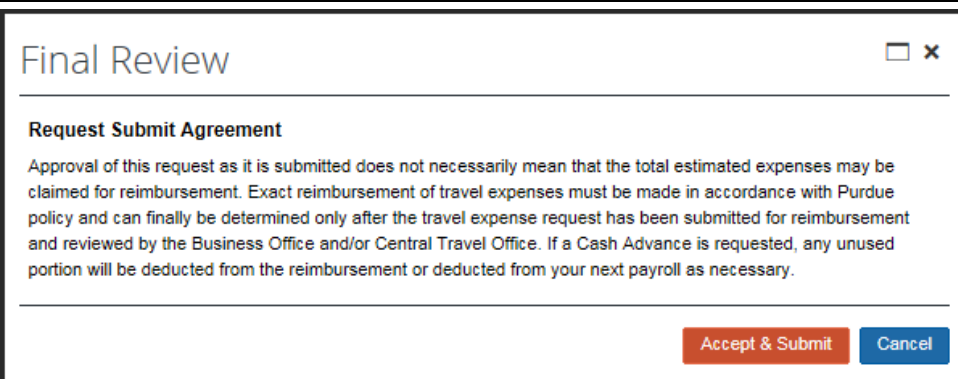 Final Review
Request Submit Agreement
Approval of this request as it is submitted does not necessarily mean that the total estimated expenses may be
claimed for reimbursement. Exact reimbursement of travel expenses must be made in accordance with Purdue
policy and can finally be determined only after the travel expense request has been submitted for reimbursement
and reviewed by the Business Office and/or Central Travel Office. If a Cash Advance is requested, any unused
portion will be deducted from the reimbursement or deducted from your next payroll as necessary.
Accept & Submit Cancel